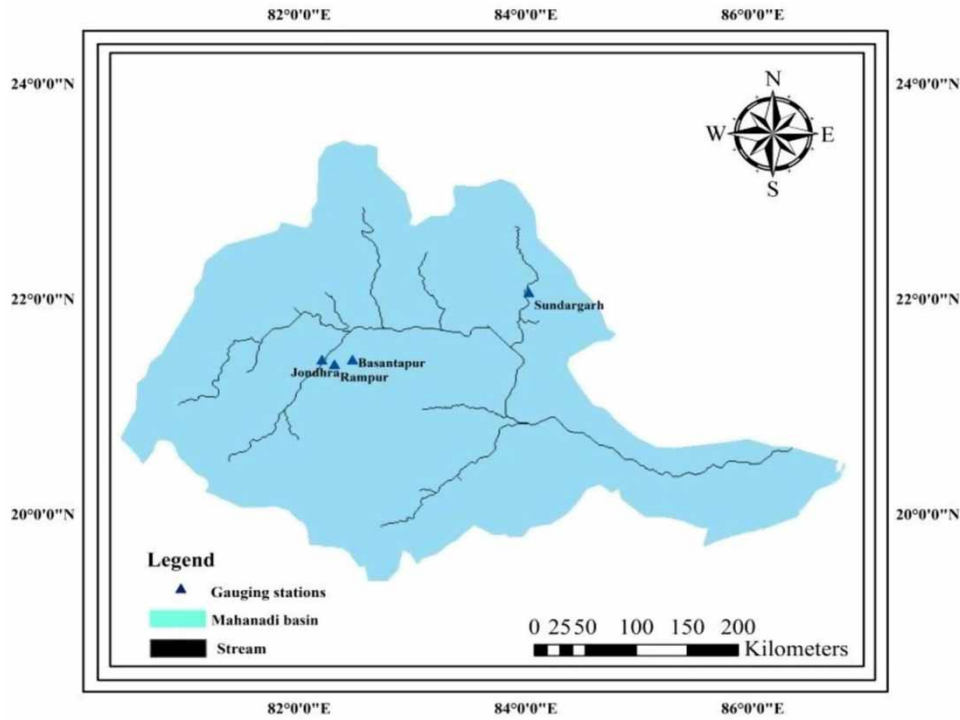 82°0'0"E 84°0'0"E 86°0'0"E
24°0'0"N 24°0'0"N
N
W E
S
22°0'0"N 22°0'0"N
Sundargarh
Basantapur
Jondhra
Rampur
20°0'0"N 20°0'0"N
Legend
Gauging stations
Mahanadi basin
Stream
0 25 50 100 150 200
Kilometers
82°0'0"E 84°0'0"E 86°0'0"E